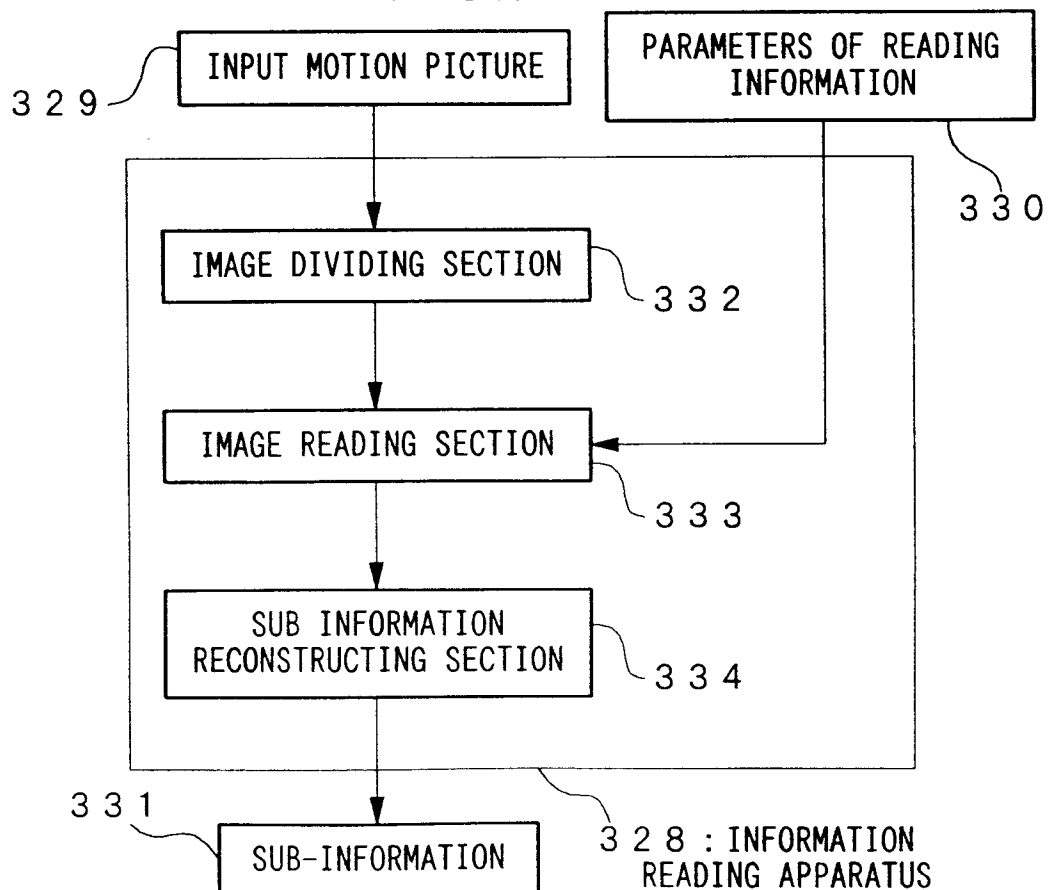 INPUT MOTION PICTURE
PARAMETERS OF READING
INFORMATION
329
330
IMAGE DIVIDING SECTION
332
IMAGE READING SECTION
333
SUB INFORMATION
RECONSTRUCTING SECTION
334
331
SUB-INFORMATION
328 : INFORMATION
READING APPARATUS